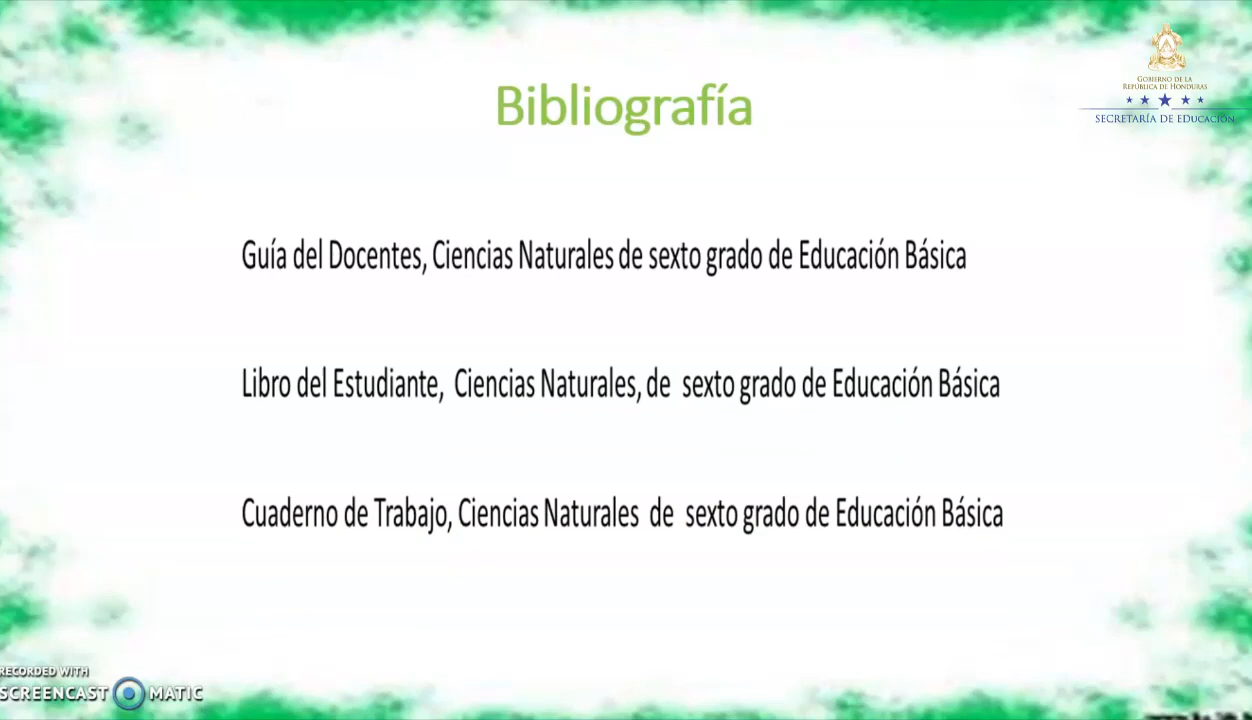 Bibliografía
GOBIERNO DE LA
REPÚBLICA DE HONDURAS
SECRETARÍA DE EDUCACIÓN
Guía del Docentes, Ciencias Naturales de sexto grado de Educación Básica
Libro del Estudiante, Ciencias Naturales, de sexto grado de Educación Básica
Cuaderno de Trabajo, Ciencias Naturales de sexto grado de Educación Básica
RECORDED WITH
SCREENCAST MATIC